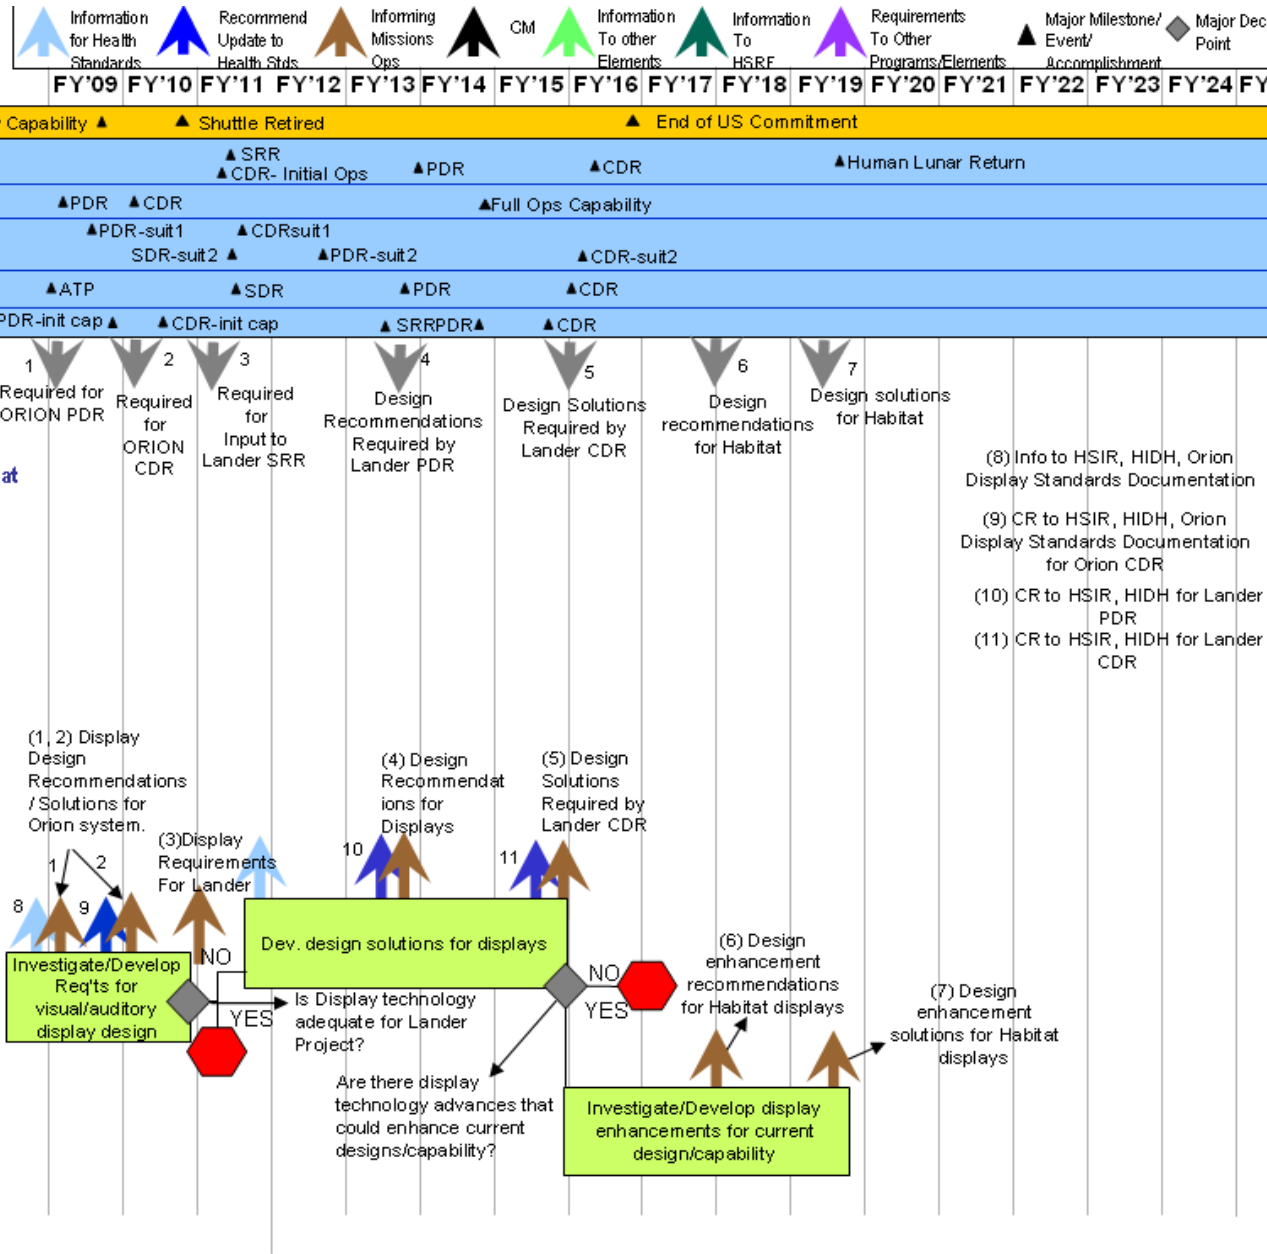 Information
for Health
Standards
Recommend
Update to
Health Stds
Informing
Missions
Ops
CM
Information
To other
Elements
Information
To
HSRF
Requirements
To Other
Programs/Elements
Major Milestone/
Event/
Accomplishment
Major Dec
Point
FY'09 FY'10 FY'11 FY'12 FY'13 FY'14 FY'15 FY'16 FY'17 FY'18 FY'19 FY'20 FY'21 FY'22 FY'23 FY'24 FY
Capability Shuttle Retired End of US Commitment
SRR
CDR- Initial Ops PDR CDR Human Lunar Return
PDR CDR Full Ops Capability
PDR-suit1 CDRsuit1
SDR-suit2 PDR-suit2 CDR-suit2
ATP SDR PDR CDR
PDR-init cap CDR-init cap SRR PDR CDR
1
Required for
ORION PDR
2
Required
for
ORION
CDR
3
Required
for
Input to
Lander SRR
4
Design
Recommendations
Required by
Lander PDR
5
Design Solutions
Required by
Lander CDR
6
Design
recommendations
for Habitat
7
Design solutions
for Habitat
at
(8) Info to HSIR, HIDH, Orion
Display Standards Documentation
(9) CR to HSIR, HIDH, Orion
Display Standards Documentation
for Orion CDR
(10) CR to HSIR, HIDH for Lander
PDR
(11) CR to HSIR, HIDH for Lander
CDR
(1, 2) Display
Design
Recommendations
/ Solutions for
Orion system.
1
2
8
9
(3)Display
Requirements
For Lander
(4) Design
Recommendat
ions for
Displays
10
(5) Design
Solutions
Required by
Lander CDR
11
Investigate/Develop
Req'ts for
visual/auditory
display design
NO
YES
Dev. design solutions for displays
Is Display technology
adequate for Lander
Project?
NO
YES
Are there display
technology advances that
could enhance current
designs/capability?
(6) Design
enhancement
recommendations
for Habitat displays
(7) Design
enhancement
solutions for Habitat
displays
Investigate/Develop display
enhancements for current
design/capability